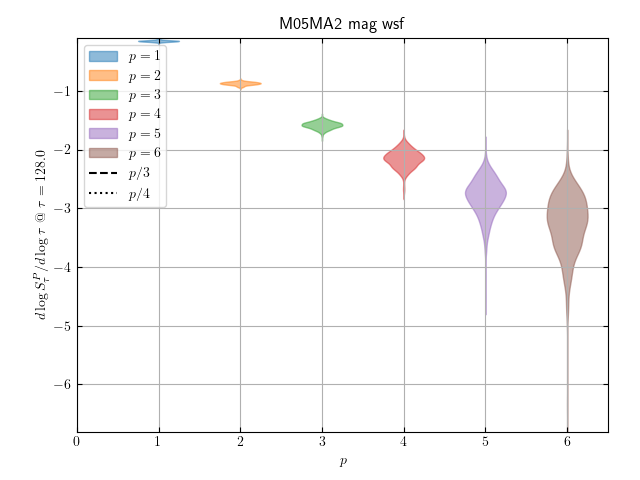 M05MA2 mag wsf
p = 1
p = 2
p = 3
p = 4
p = 5
p = 6
p/3
p/4
d log S_τ^P / d log τ @ τ = 128.0
−1
−2
−3
−4
−5
−6
0 1 2 3 4 5 6
p